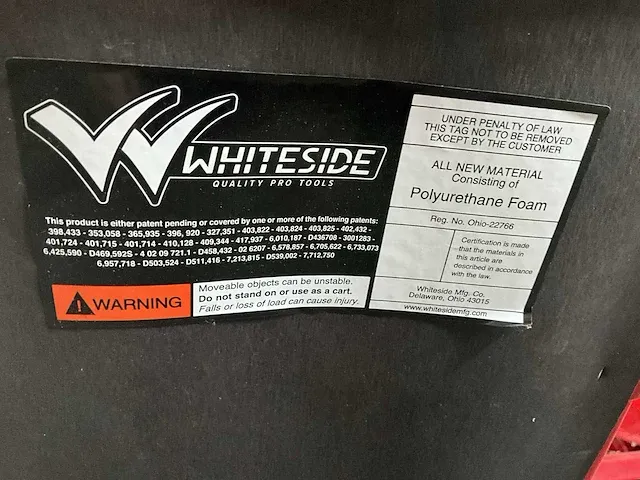 WHITESIDE
QUALITY PRO TOOLS
This product is either patent pending or covered by one or more of the following patents:
398,433 - 353,058 - 365,935 - 396, 920 - 327,351 - 403,822 - 403,824 - 403,825 - 402,432 -
401,724 - 401,715 - 401,714 - 410,128 - 409,344 - 417,937 - 6,010,187 - D436708 - 3001283 -
6,425,590 - D469,592S - 4 02 09 721.1 - D458,432 - 02 6207 - 6,578,857 - 6,705,622 - 6,733,073
6,957,718 - D503,524 - D511,416 - 7,213,815 - D539,002 - 7,712,750
WARNING
Moveable objects can be unstable.
Do not stand on or use as a cart.
Falls or loss of load can cause injury.
UNDER PENALTY OF LAW
THIS TAG NOT TO BE REMOVED
EXCEPT BY THE CUSTOMER
ALL NEW MATERIAL
Consisting of
Polyurethane Foam
Reg. No. Ohio-22766
Certification is made
that the materials in
this article are
described in accordance
with the law.
Whiteside Mfg. Co.
Delaware, Ohio 43015
www.whitesidemfg.com